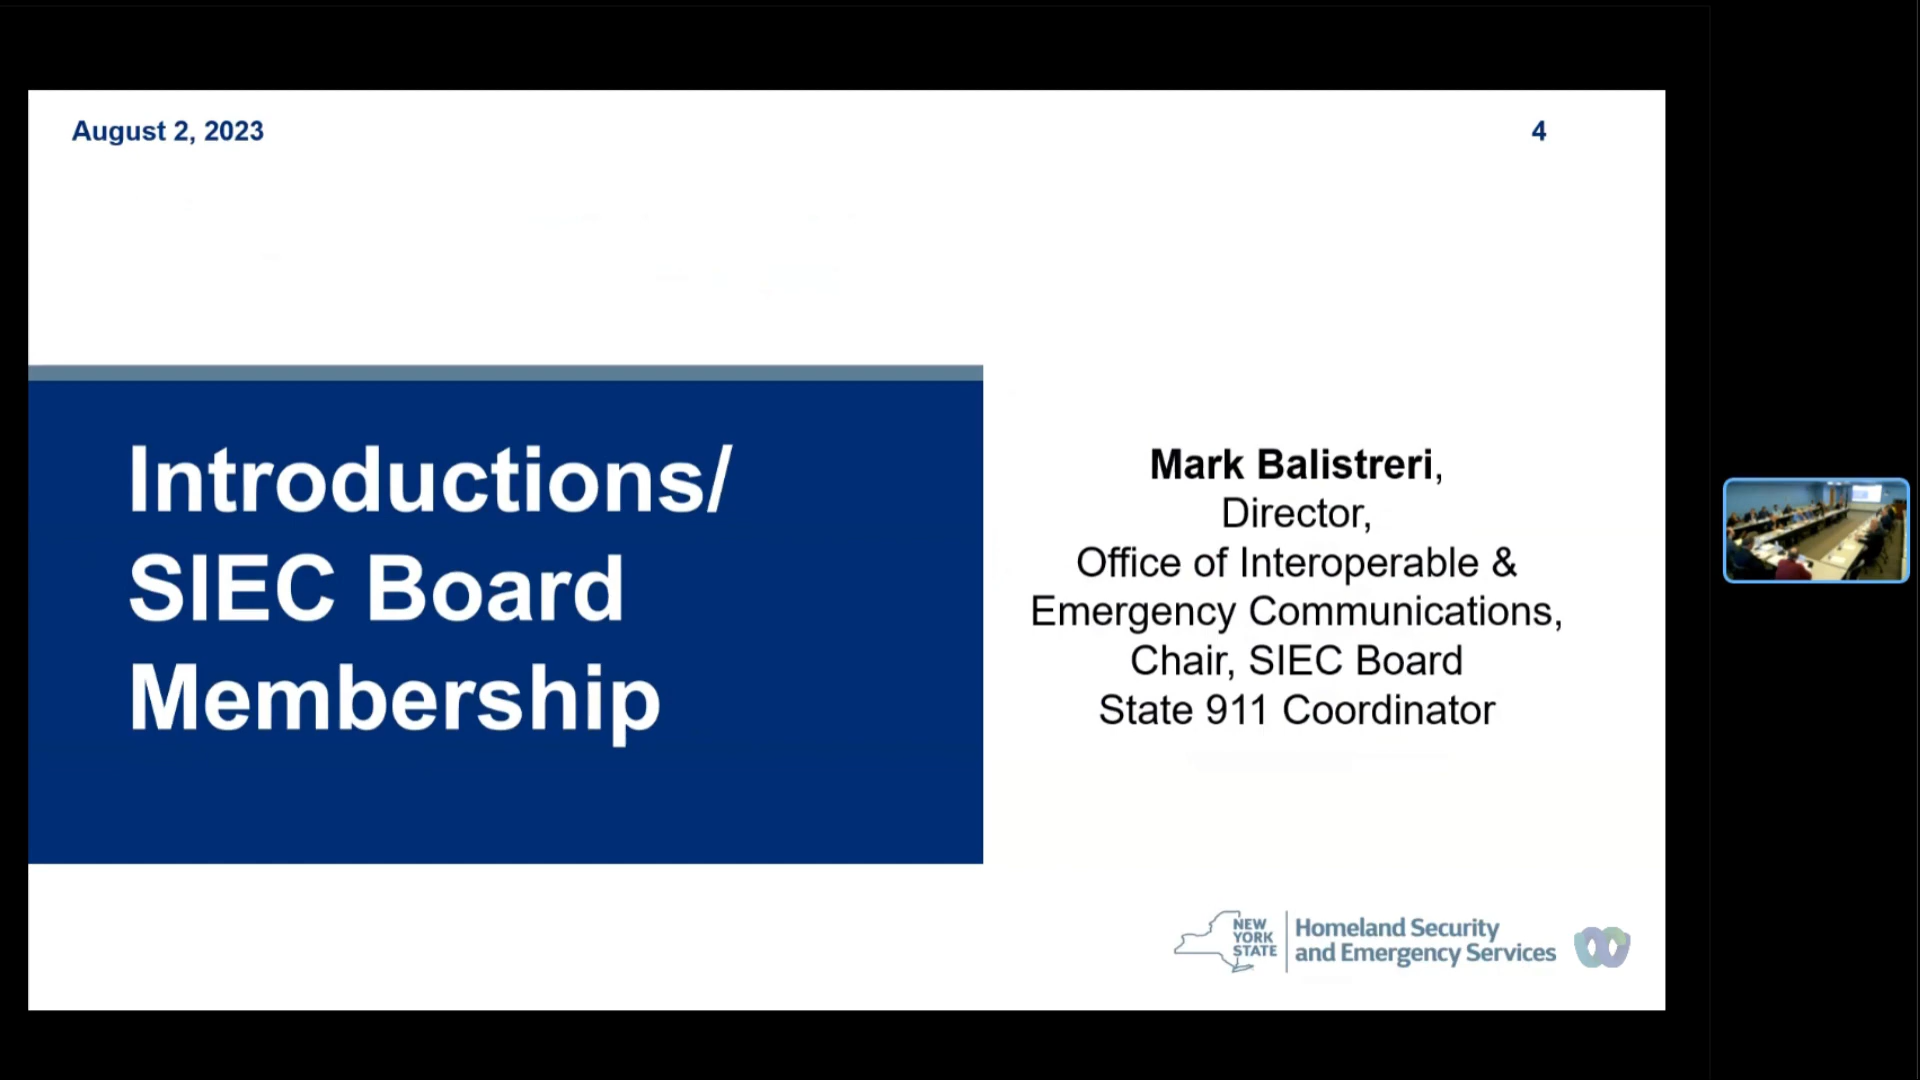 August 2, 2023
4
Introductions/
SIEC Board
Membership
Mark Balistreri,
Director,
Office of Interoperable &
Emergency Communications,
Chair, SIEC Board
State 911 Coordinator
NEW
YORK
STATE
Homeland Security
and Emergency Services